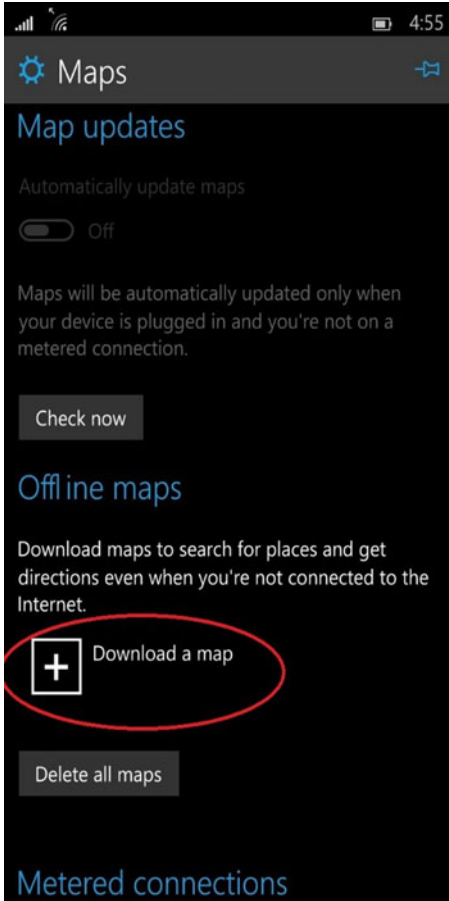 4:55
Maps
Map updates
Automatically update maps
Off
Maps will be automatically updated only when
your device is plugged in and you're not on a
metered connection.
Check now
Offline maps
Download maps to search for places and get
directions even when you're not connected to the
Internet.
Download a map
Delete all maps
Metered connections